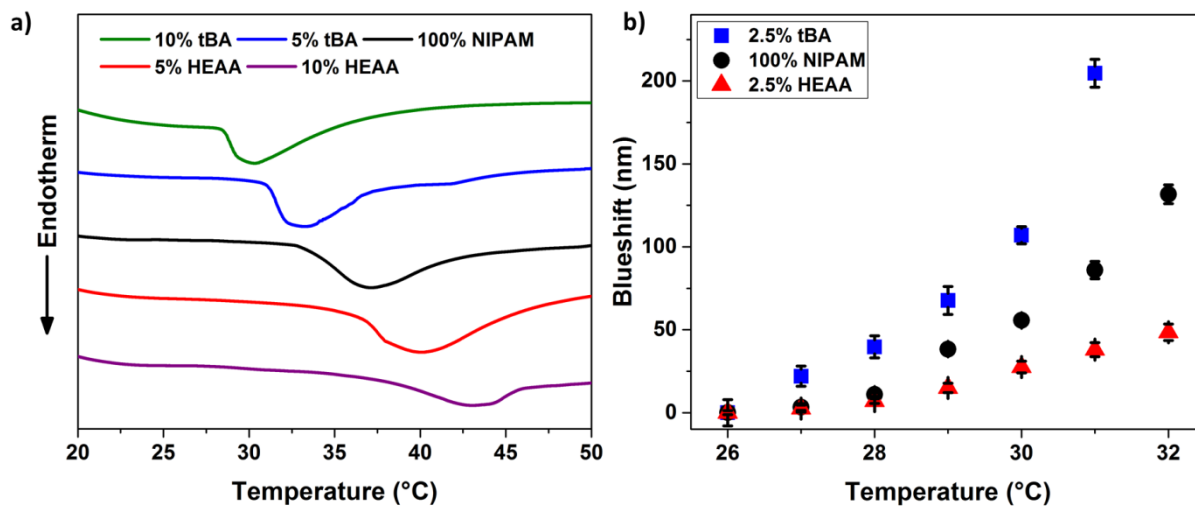 a)
10% tBA 5% tBA 100% NIPAM
5% HEAA 10% HEAA
Endotherm
20 25 30 35 40 45 50
Temperature (°C)
b)
2.5% tBA
100% NIPAM
2.5% HEAA
200
150
100
50
0
Blueshift (nm)
26 28 30 32
Temperature (°C)